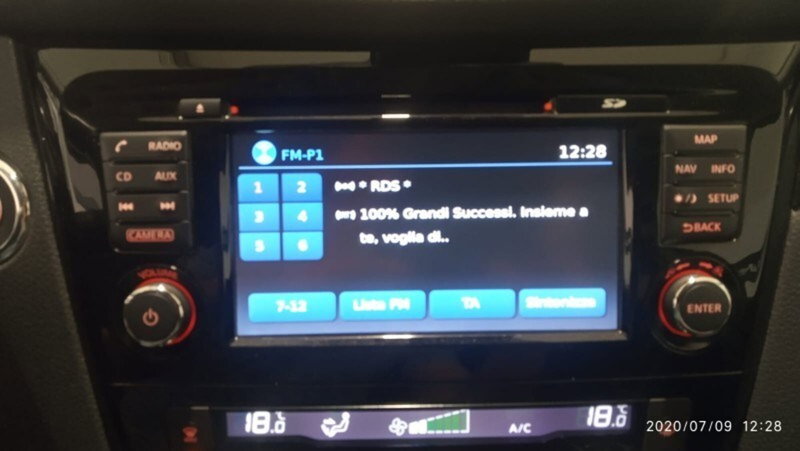 SD
RADIO
CD AUX
CAMERA
VOLUME
MAP
NAV INFO
SETUP
BACK
ENTER
FM-P1 12:28
1 2
3 4
5 6
* RDS *
100% Grandi Successi. Insieme a
te, voglia di..
7-12 Lista FM TA Sintonizza
18.0°C A/C 18.0°C
2020/07/09 12:28